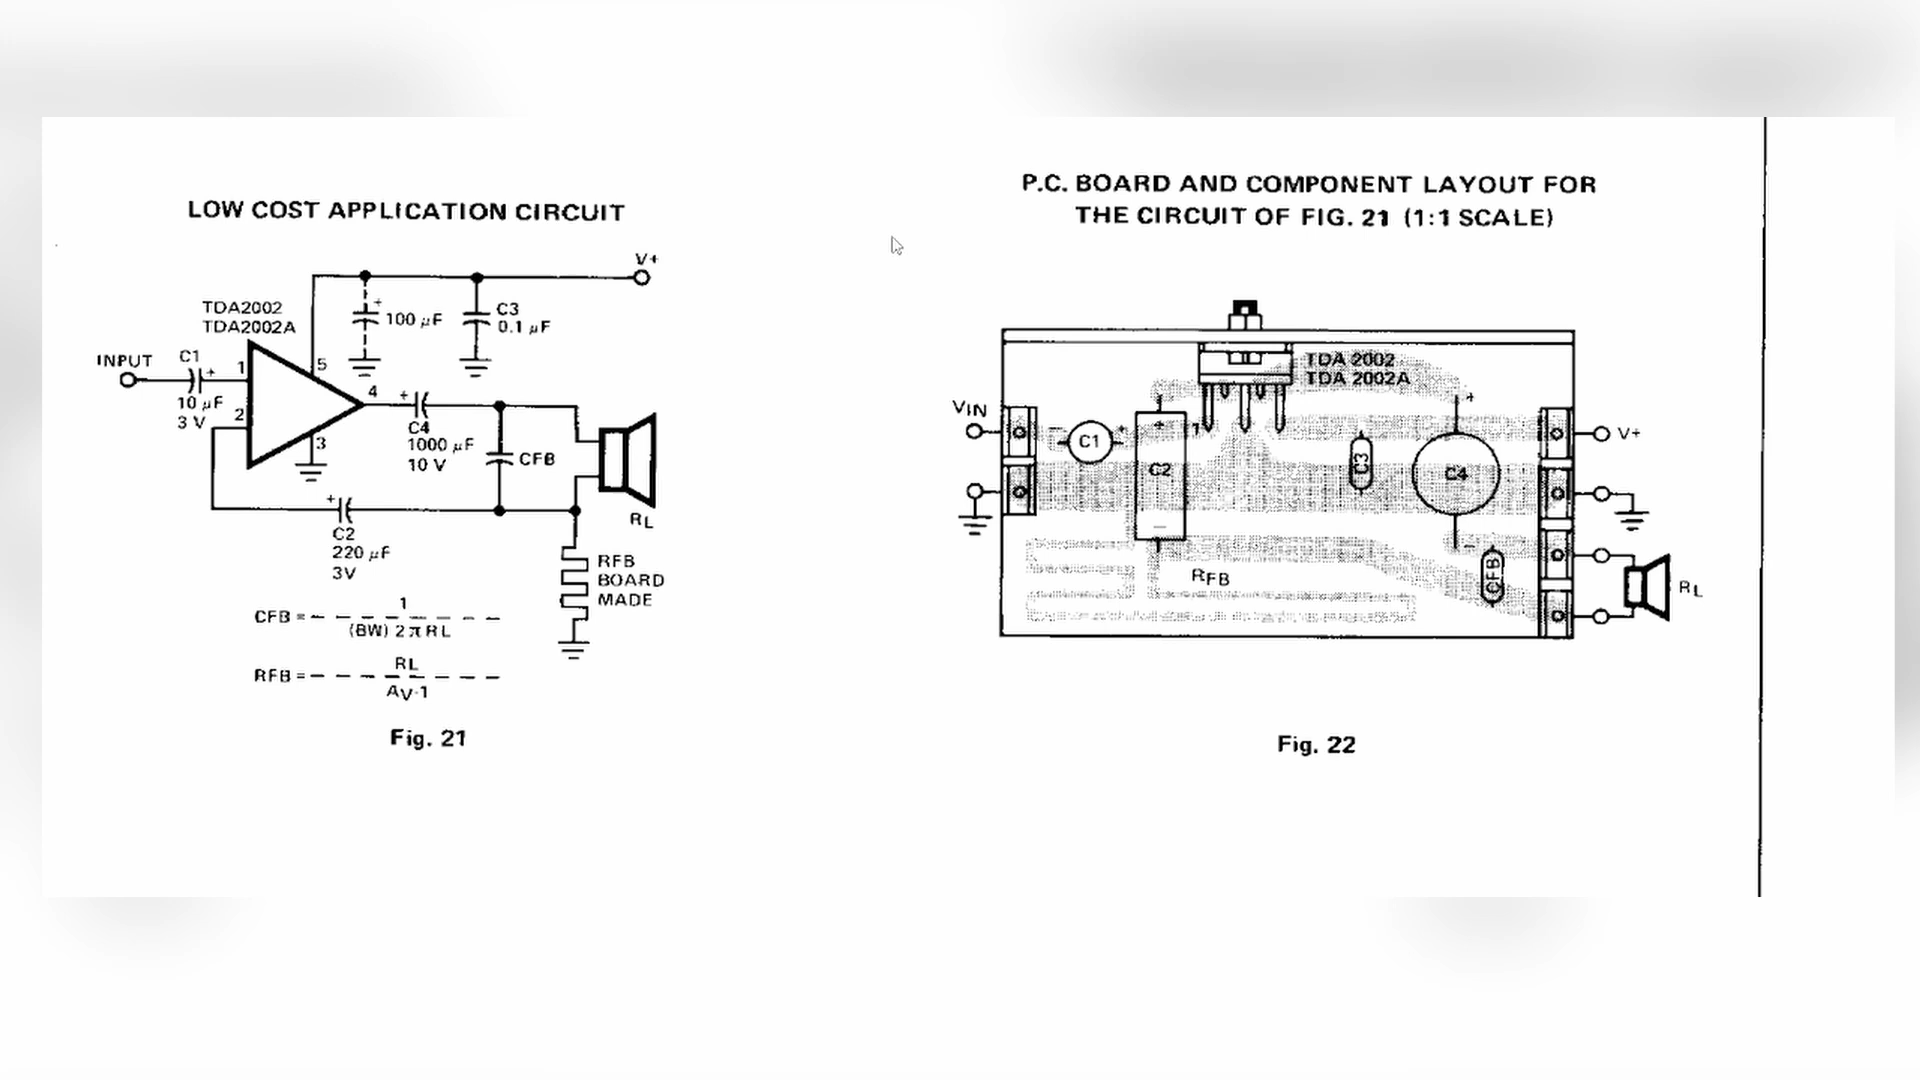 LOW COST APPLICATION CIRCUIT
V+
TDA2002
TDA2002A
+
100 µF
C3
0.1 µF
INPUT
C1
+
10 µF
3 V
1
5
2
4
3
+
C4
1000 µF
10 V
CFB
RL
+
C2
220 µF
3V
RFB
BOARD
MADE
CFB = 1
(BW) 2 π RL
RFB = RL
AV-1
Fig. 21
P.C. BOARD AND COMPONENT LAYOUT FOR
THE CIRCUIT OF FIG. 21 (1:1 SCALE)
TDA 2002
TDA 2002A
VIN
C1
+
+
1
C2
C3
C4
+
V+
RFB
CFB
RL
Fig. 22